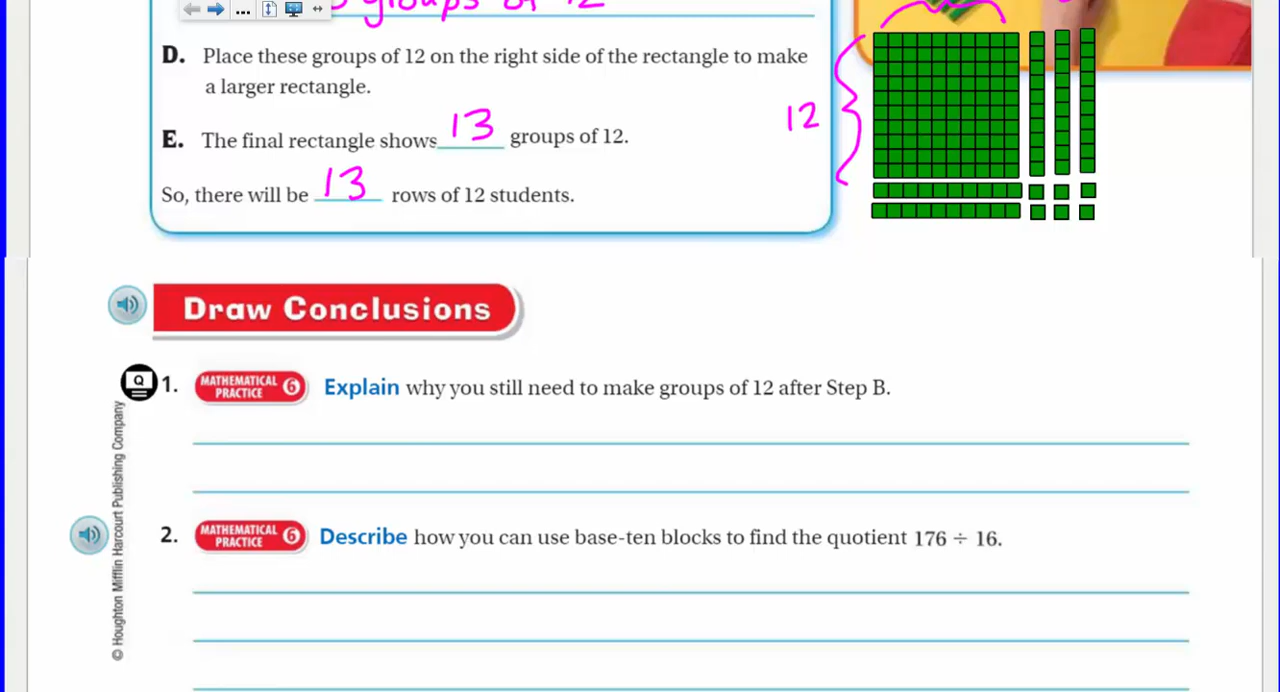 groups of 12
D. Place these groups of 12 on the right side of the rectangle to make
a larger rectangle.
12
E. The final rectangle shows 13 groups of 12.
So, there will be 13 rows of 12 students.
Draw Conclusions
Q 1. MATHEMATICAL PRACTICE 6 Explain why you still need to make groups of 12 after Step B.
2. MATHEMATICAL PRACTICE 6 Describe how you can use base-ten blocks to find the quotient 176 ÷ 16.
© Houghton Mifflin Harcourt Publishing Company